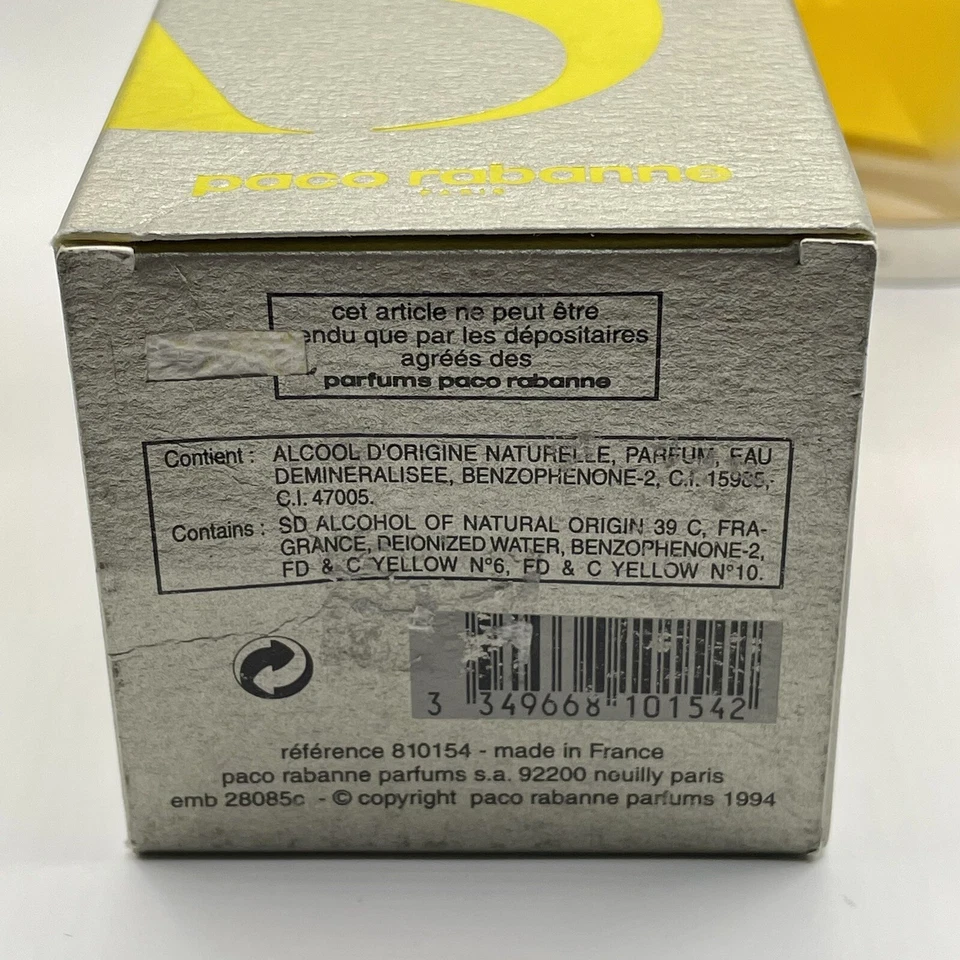 paco rabanne
PARIS
cet article ne peut être
endu que par les dépositaires
agréés des
parfums paco rabanne
Contient : ALCOOL D'ORIGINE NATURELLE, PARFUM, EAU
DEMINERALISEE, BENZOPHENONE-2, C.I. 15985,
C.I. 47005.
Contains : SD ALCOHOL OF NATURAL ORIGIN 39 C, FRA-
GRANCE, DEIONIZED WATER, BENZOPHENONE-2,
FD & C YELLOW N°6, FD & C YELLOW N°10.
3 349668 101542
référence 810154 - made in France
paco rabanne parfums s.a. 92200 neuilly paris
emb 28085c - © copyright paco rabanne parfums 1994